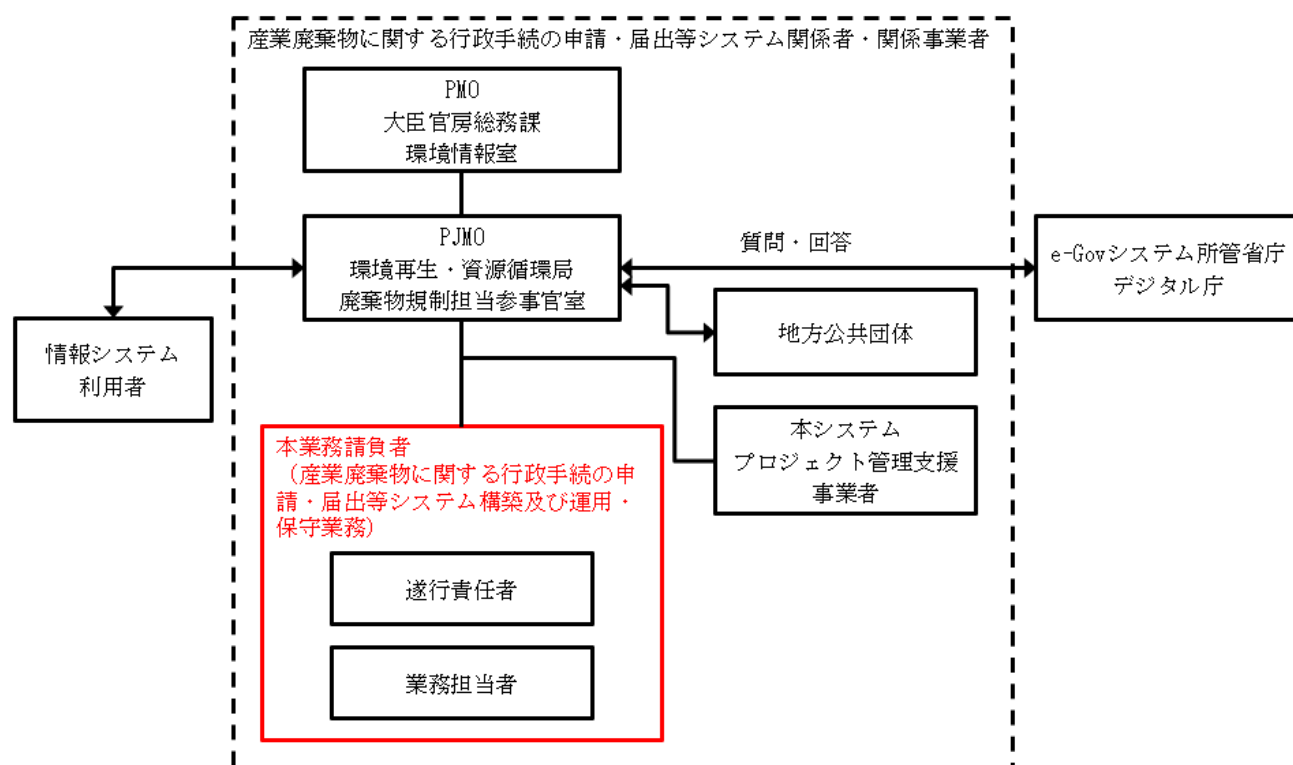 産業廃棄物に関する行政手続の申請・届出等システム関係者・関係事業者
PMO
大臣官房総務課
環境情報室
PJMO
環境再生・資源循環局
廃棄物規制担当参事官室
質問・回答
e-Govシステム所管省庁
デジタル庁
地方公共団体
情報システム
利用者
本システム
プロジェクト管理支援
事業者
本業務請負者
（産業廃棄物に関する行政手続の申
請・届出等システム構築及び運用・
保守業務）
遂行責任者
業務担当者